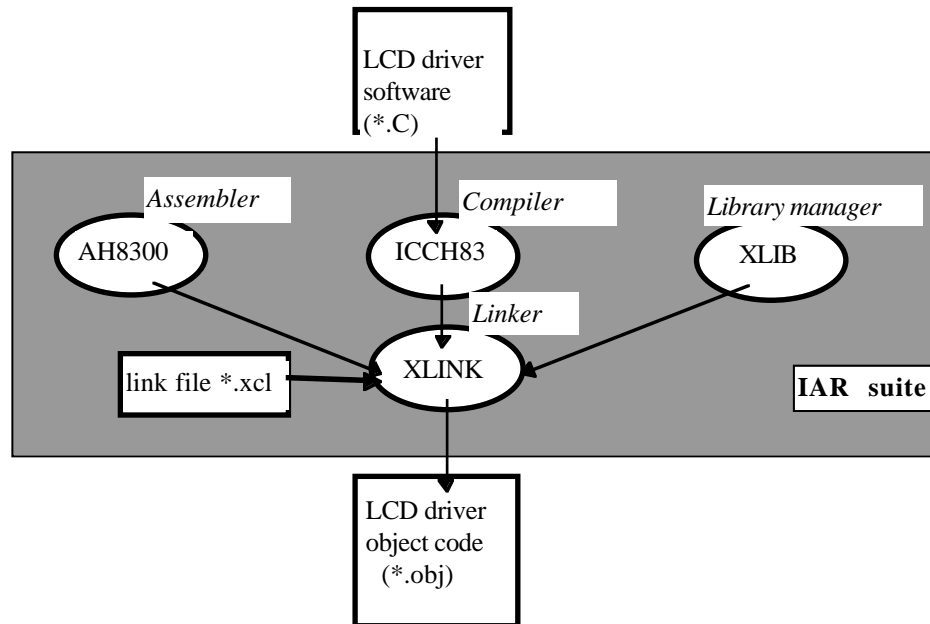 LCD driver
software
(*.C)
Assembler
Compiler
Library manager
AH8300
ICCH83
XLIB
Linker
XLINK
link file *.xcl
IAR suite
LCD driver
object code
(*.obj)